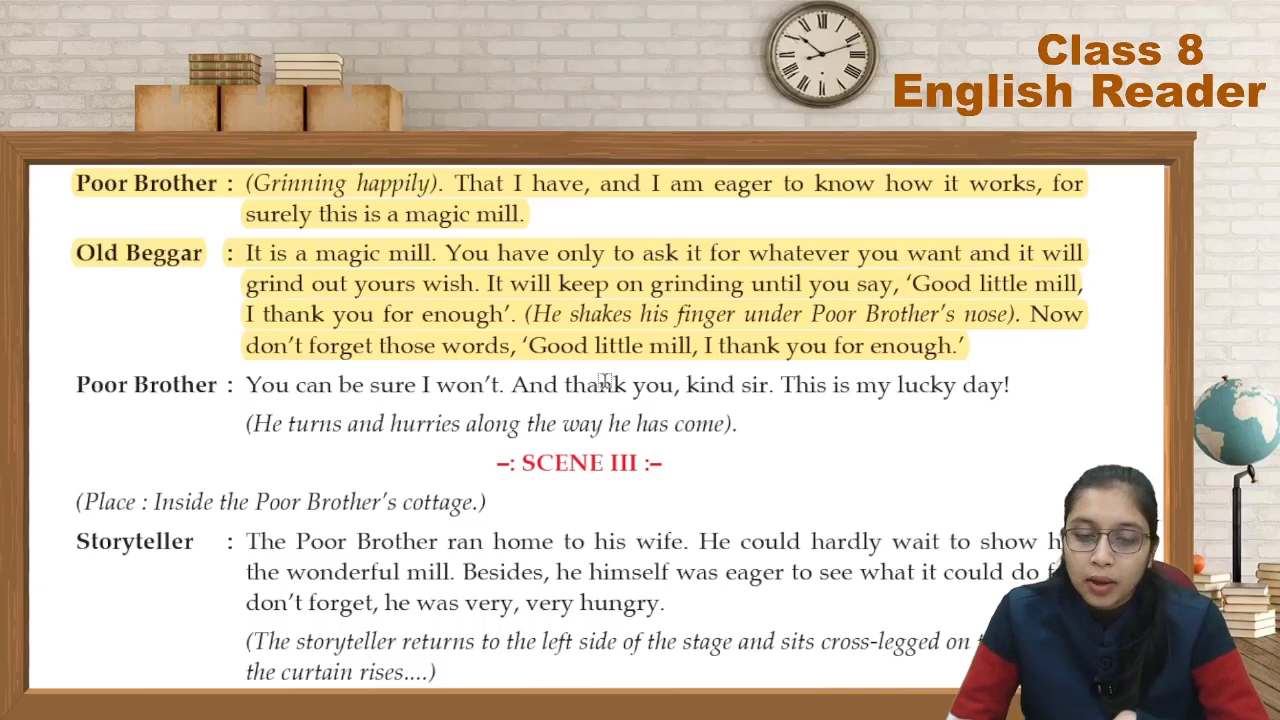 Class 8
English Reader
Poor Brother : (Grinning happily). That I have, and I am eager to know how it works, for
surely this is a magic mill.
Old Beggar : It is a magic mill. You have only to ask it for whatever you want and it will
grind out yours wish. It will keep on grinding until you say, ‘Good little mill,
I thank you for enough’. (He shakes his finger under Poor Brother’s nose). Now
don’t forget those words, ‘Good little mill, I thank you for enough.’
Poor Brother : You can be sure I won’t. And thank you, kind sir. This is my lucky day!
(He turns and hurries along the way he has come).
–: SCENE III :–
(Place : Inside the Poor Brother’s cottage.)
Storyteller : The Poor Brother ran home to his wife. He could hardly wait to show
the wonderful mill. Besides, he himself was eager to see what it could do
don’t forget, he was very, very hungry.
(The storyteller returns to the left side of the stage and sits cross-legged on
the curtain rises....)